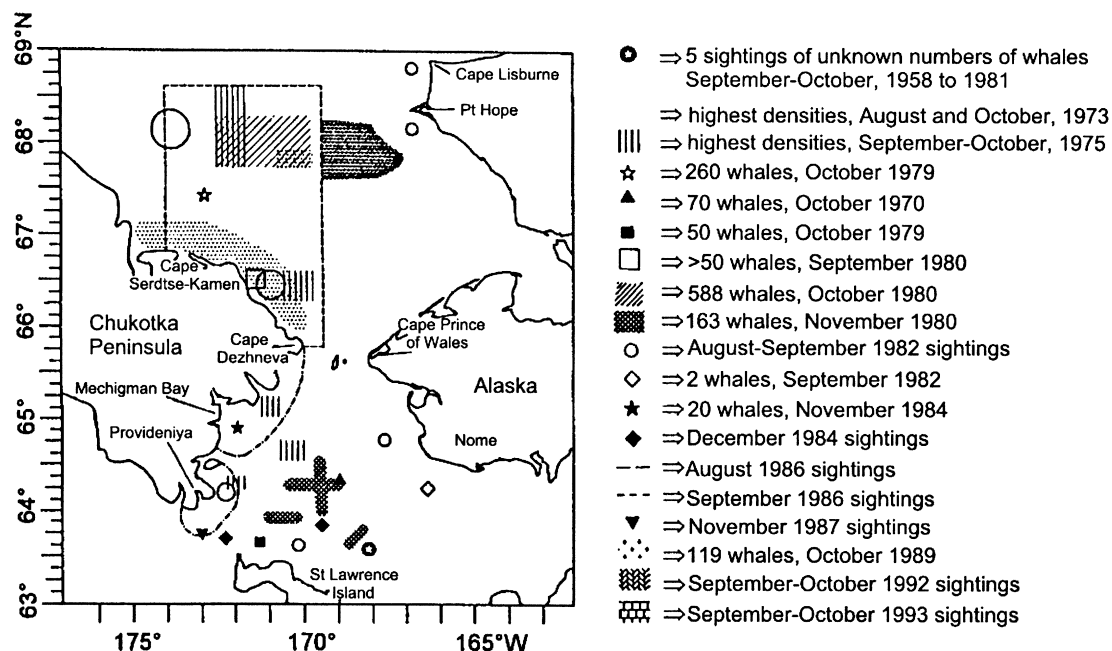 69°N
68°
67°
66°
65°
64°
63°
175°
170°
165°W
Cape Lisburne
Pt Hope
Cape
Serdtse-Kamen
Chukotka
Peninsula
Cape
Dezhneva
Cape Prince
of Wales
Alaska
Mechigman Bay
Provideniya
Nome
St Lawrence
Island
⇒5 sightings of unknown numbers of whales
September-October, 1958 to 1981
⇒ highest densities, August and October, 1973
⇒ highest densities, September-October, 1975
⇒260 whales, October 1979
⇒70 whales, October 1970
⇒50 whales, October 1979
⇒>50 whales, September 1980
⇒588 whales, October 1980
⇒163 whales, November 1980
⇒August-September 1982 sightings
⇒2 whales, September 1982
⇒20 whales, November 1984
⇒December 1984 sightings
⇒August 1986 sightings
⇒September 1986 sightings
⇒November 1987 sightings
⇒119 whales, October 1989
⇒September-October 1992 sightings
⇒September-October 1993 sightings